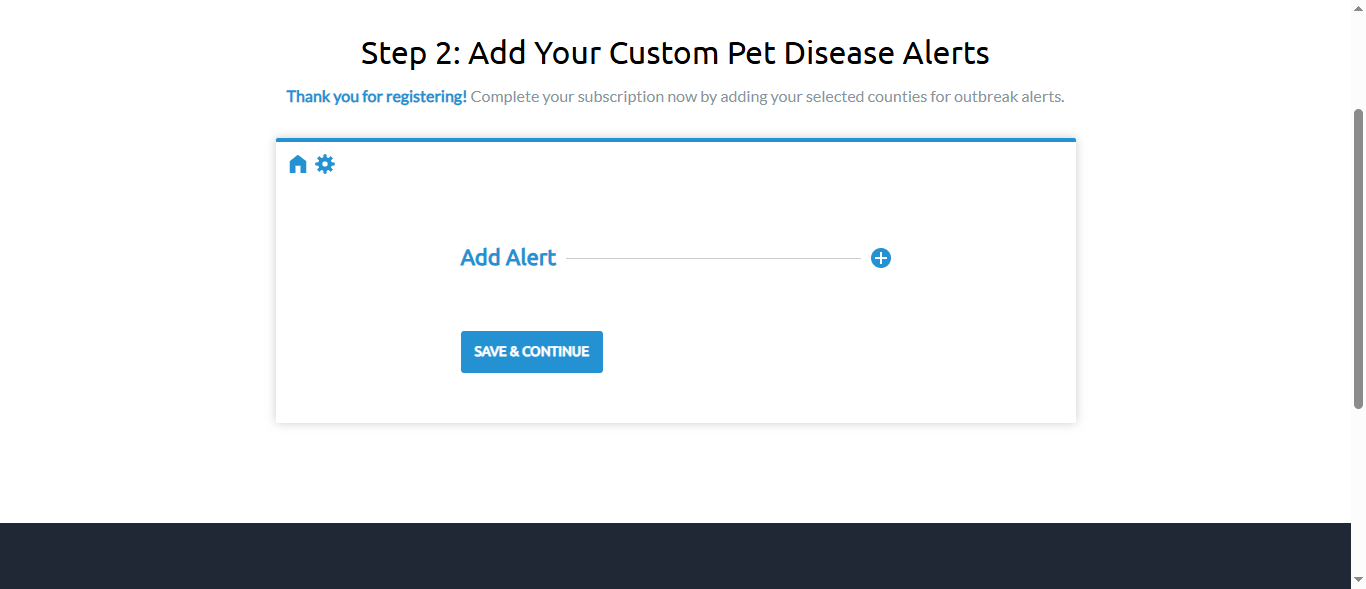 Step 2: Add Your Custom Pet Disease Alerts
Thank you for registering! Complete your subscription now by adding your selected counties for outbreak alerts.
Add Alert
SAVE & CONTINUE